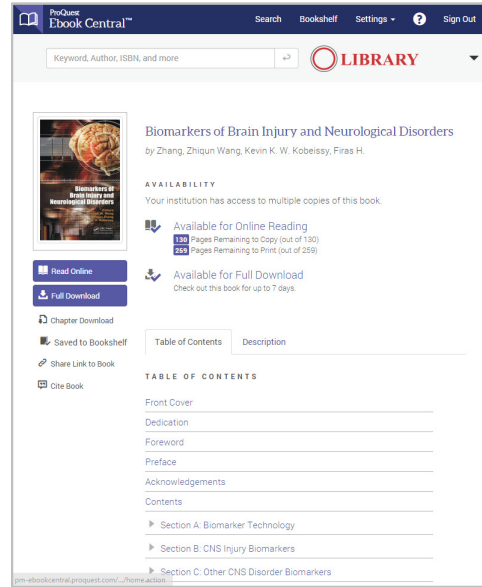 ProQuest
Ebook Central™
Search Bookshelf Settings ? Sign Out
Keyword, Author, ISBN, and more
LIBRARY
Biomarkers of Brain Injury and Neurological Disorders
by Zhang, Zhiqun Wang, Kevin K. W. Kobeissy, Firas H.
AVAILABILITY
Your institution has access to multiple copies of this book.
Biomarkers of
Brain Injury and
Neurological Disorders
Available for Online Reading
130 Pages Remaining to Copy (out of 130)
259 Pages Remaining to Print (out of 259)
Read Online
Available for Full Download
Check out this book for up to 7 days.
Full Download
Chapter Download
Saved to Bookshelf
Share Link to Book
Cite Book
Table of Contents Description
TABLE OF CONTENTS
Front Cover
Dedication
Foreword
Preface
Acknowledgements
Contents
Section A: Biomarker Technology
Section B: CNS Injury Biomarkers
Section C: Other CNS Disorder Biomarkers
pm-ebookcentral.proquest.com/.../home.action